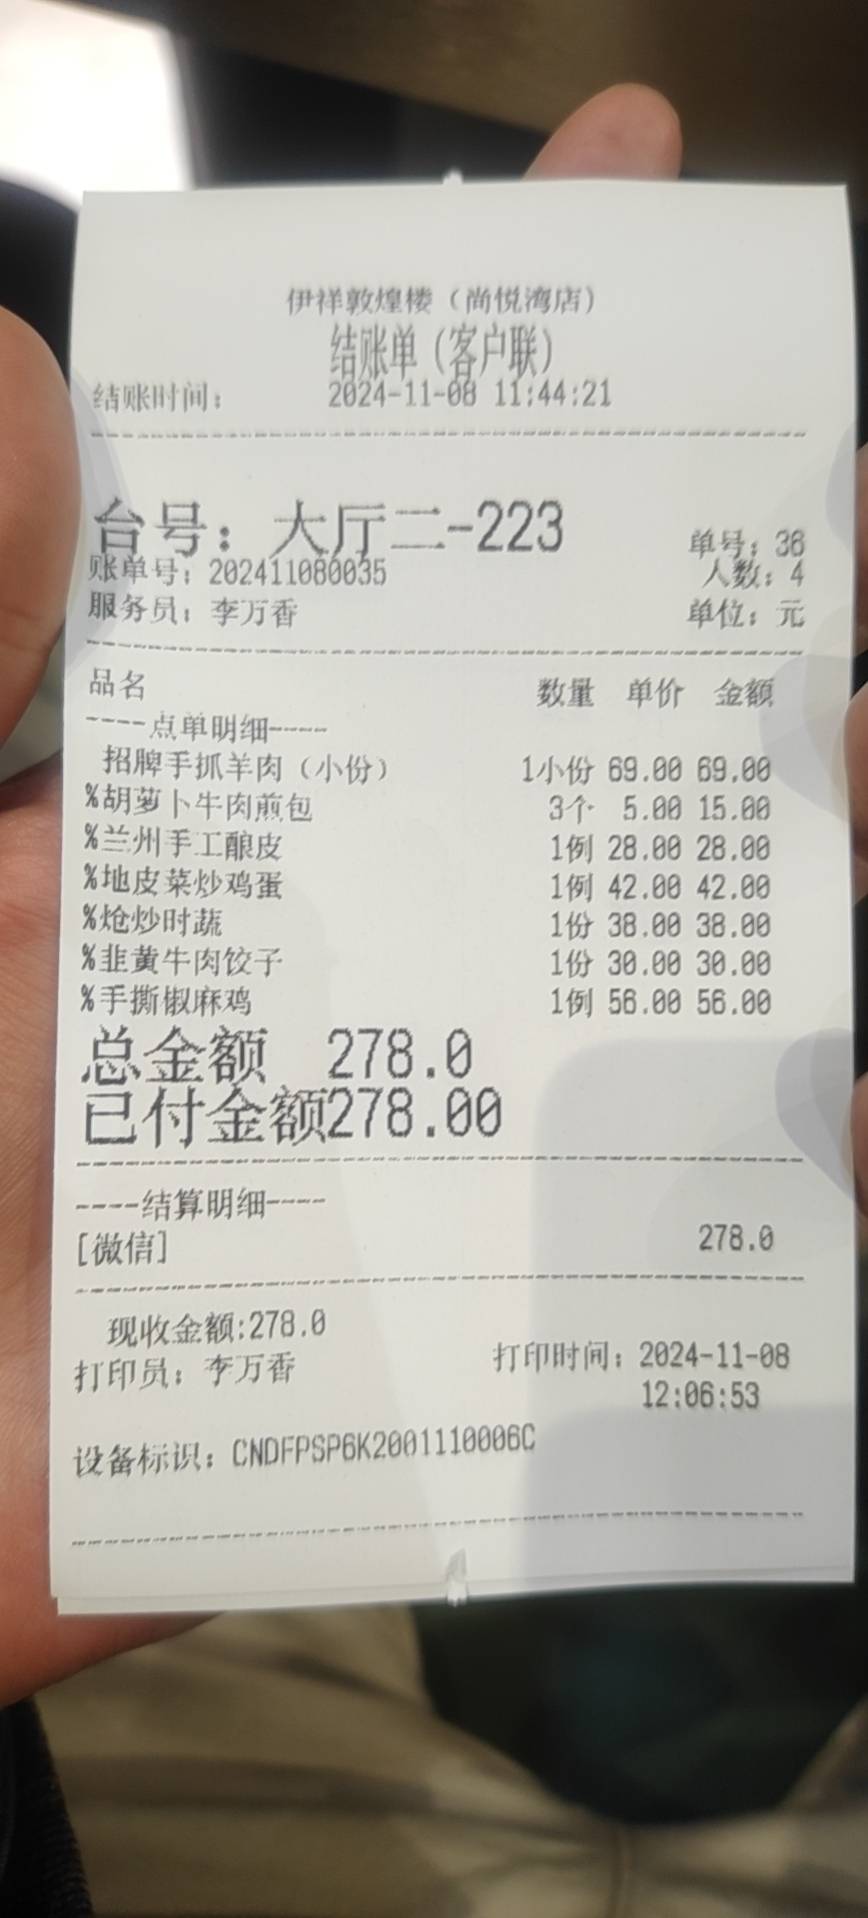 伊祥敦煌楼（尚悦湾店）
结账单（客户联）
结账时间： 2024-11-08 11:44:21
台号：大厅二-223
单号：36
账单号：202411080035 人数：4
服务员：李万香 单位：元
品名 数量 单价 金额
----点单明细----
招牌手抓羊肉（小份） 1小份 69.00 69.00
%胡萝卜牛肉煎包 3个 5.00 15.00
%兰州手工酿皮 1例 28.00 28.00
%地皮菜炒鸡蛋 1例 42.00 42.00
%炝炒时蔬 1份 38.00 38.00
%韭黄牛肉饺子 1份 30.00 30.00
%手撕椒麻鸡 1例 56.00 56.00
总金额 278.0
已付金额278.00
----结算明细----
[微信] 278.0
现收金额:278.0
打印员：李万香 打印时间：2024-11-08
12:06:53
设备标识：CNDFPSP6K2001110006C